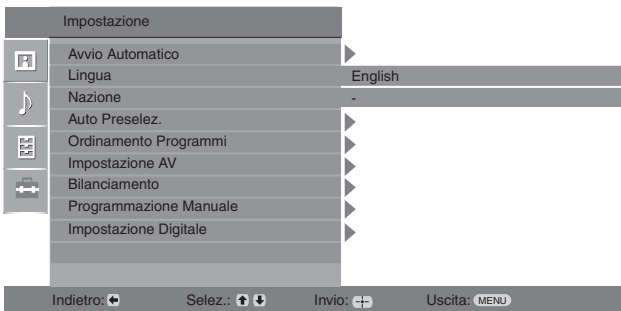 Impostazione
Avvio Automatico
Lingua English
Nazione -
Auto Preselez.
Ordinamento Programmi
Impostazione AV
Bilanciamento
Programmazione Manuale
Impostazione Digitale
Indietro: Selez.: Invio: Uscita: MENU